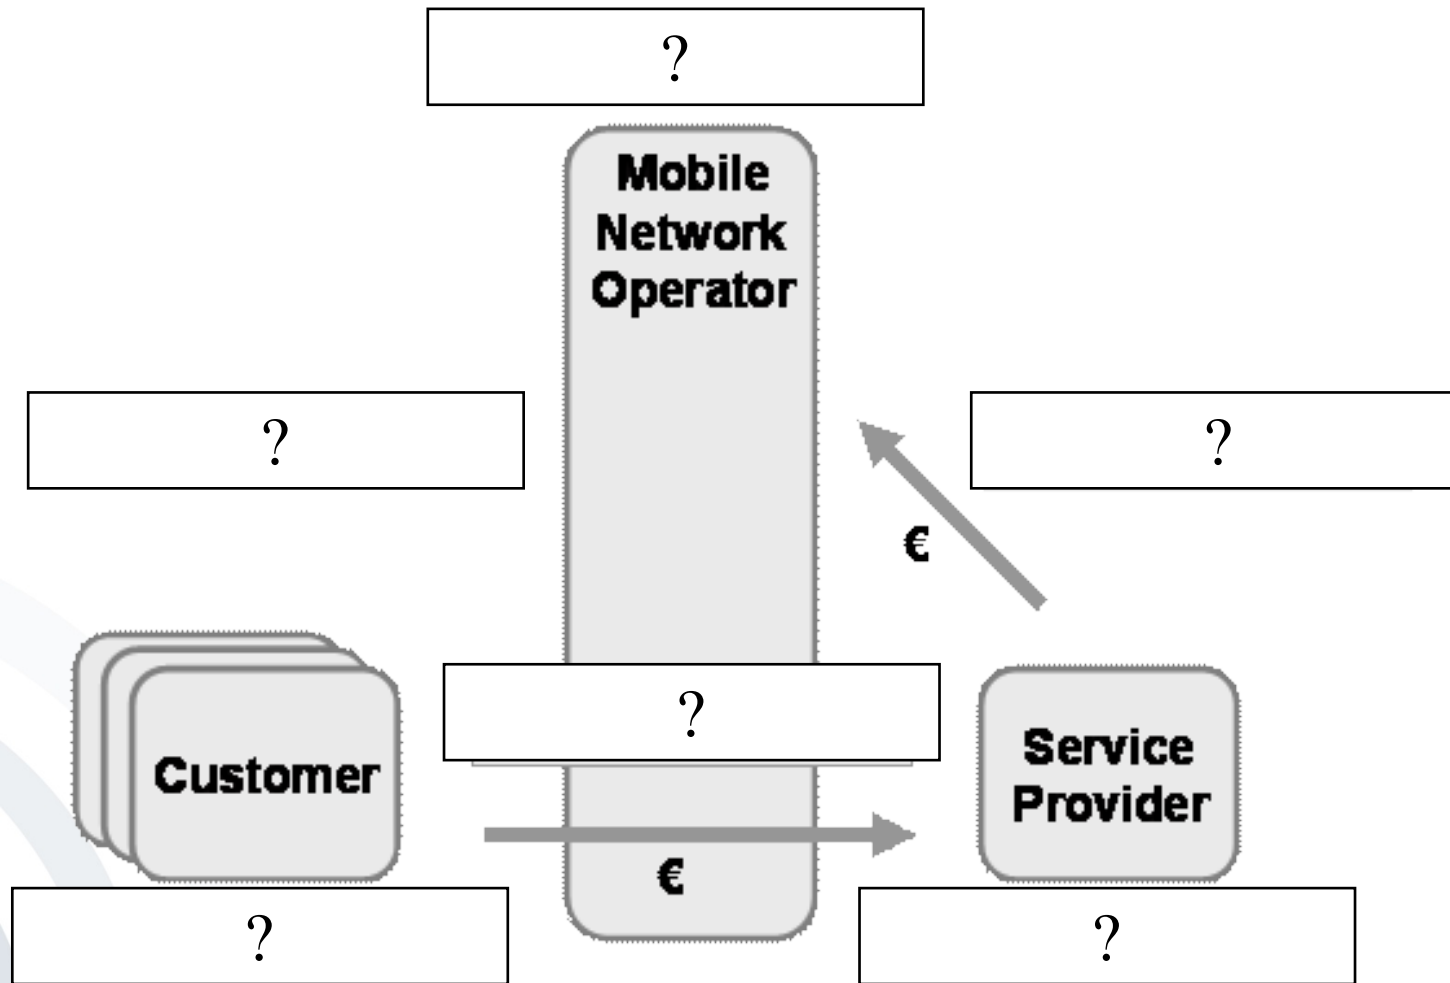 ?
Mobile
Network
Operator
?
?
€
?
Customer
Service
Provider
€
?
?